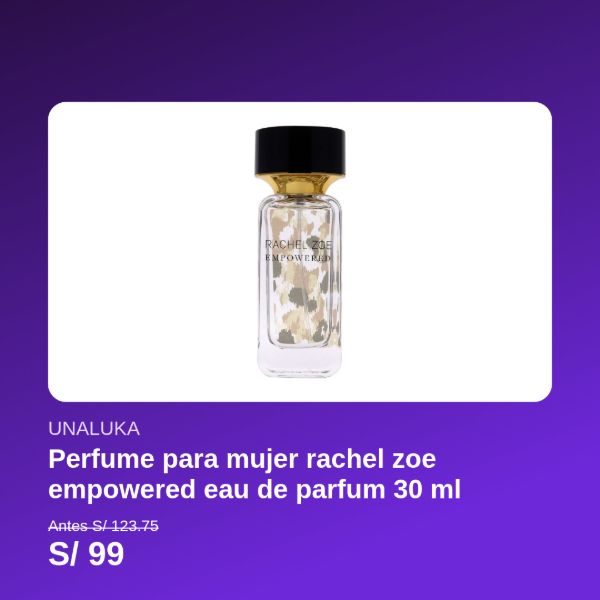 RACHEL ZOE
EMPOWERED
UNALUKA
Perfume para mujer rachel zoe
empowered eau de parfum 30 ml
Antes S/ 123.75
S/ 99